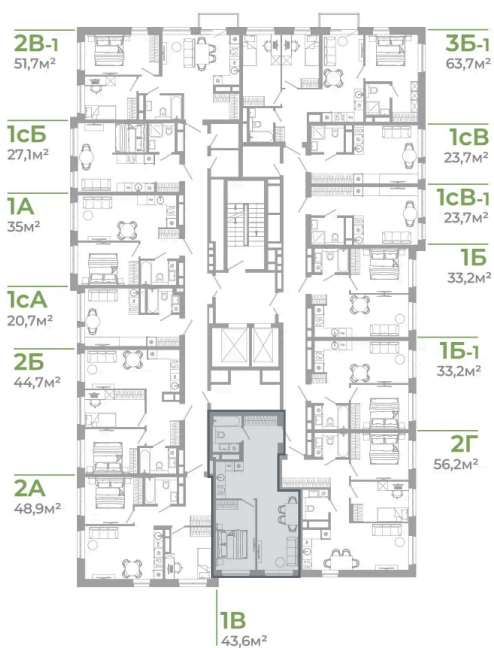 2В-1
51,7м²
3Б-1
63,7м²
1сБ
27,1м²
1сВ
23,7м²
1А
35м²
1сВ-1
23,7м²
1Б
33,2м²
1сА
20,7м²
2Б
44,7м²
1Б-1
33,2м²
2Г
56,2м²
2А
48,9м²
1В
43,6м²